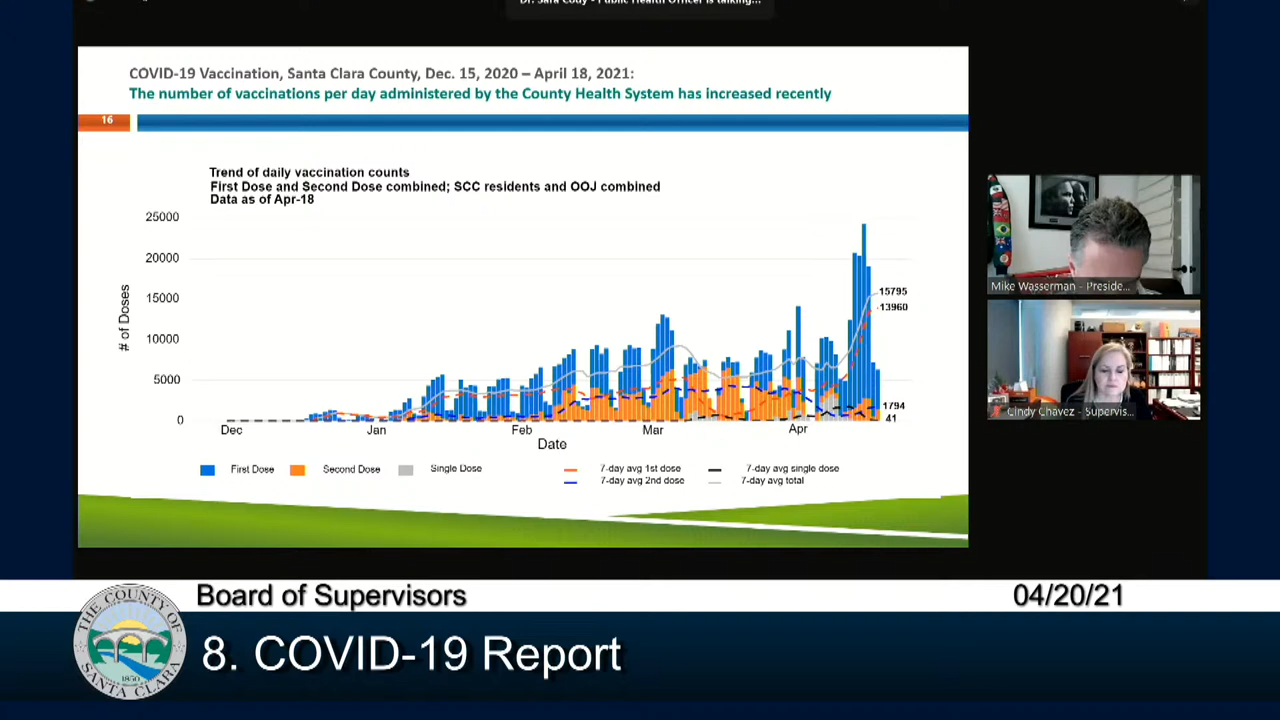 Dr. Sara Cody - Public Health Officer is talking...
COVID-19 Vaccination, Santa Clara County, Dec. 15, 2020 – April 18, 2021:
The number of vaccinations per day administered by the County Health System has increased recently
16
Trend of daily vaccination counts
First Dose and Second Dose combined; SCC residents and OOJ combined
Data as of Apr-18
25000
20000
15000
10000
5000
0
# of Doses
15795
13960
1794
41
Dec
Jan
Feb
Mar
Apr
Date
First Dose
Second Dose
Single Dose
7-day avg 1st dose
7-day avg single dose
7-day avg 2nd dose
7-day avg total
Mike Wasserman - Preside...
Cindy Chavez - Supervis...
Board of Supervisors
04/20/21
8. COVID-19 Report
THE COUNTY OF
SANTA CLARA
1850